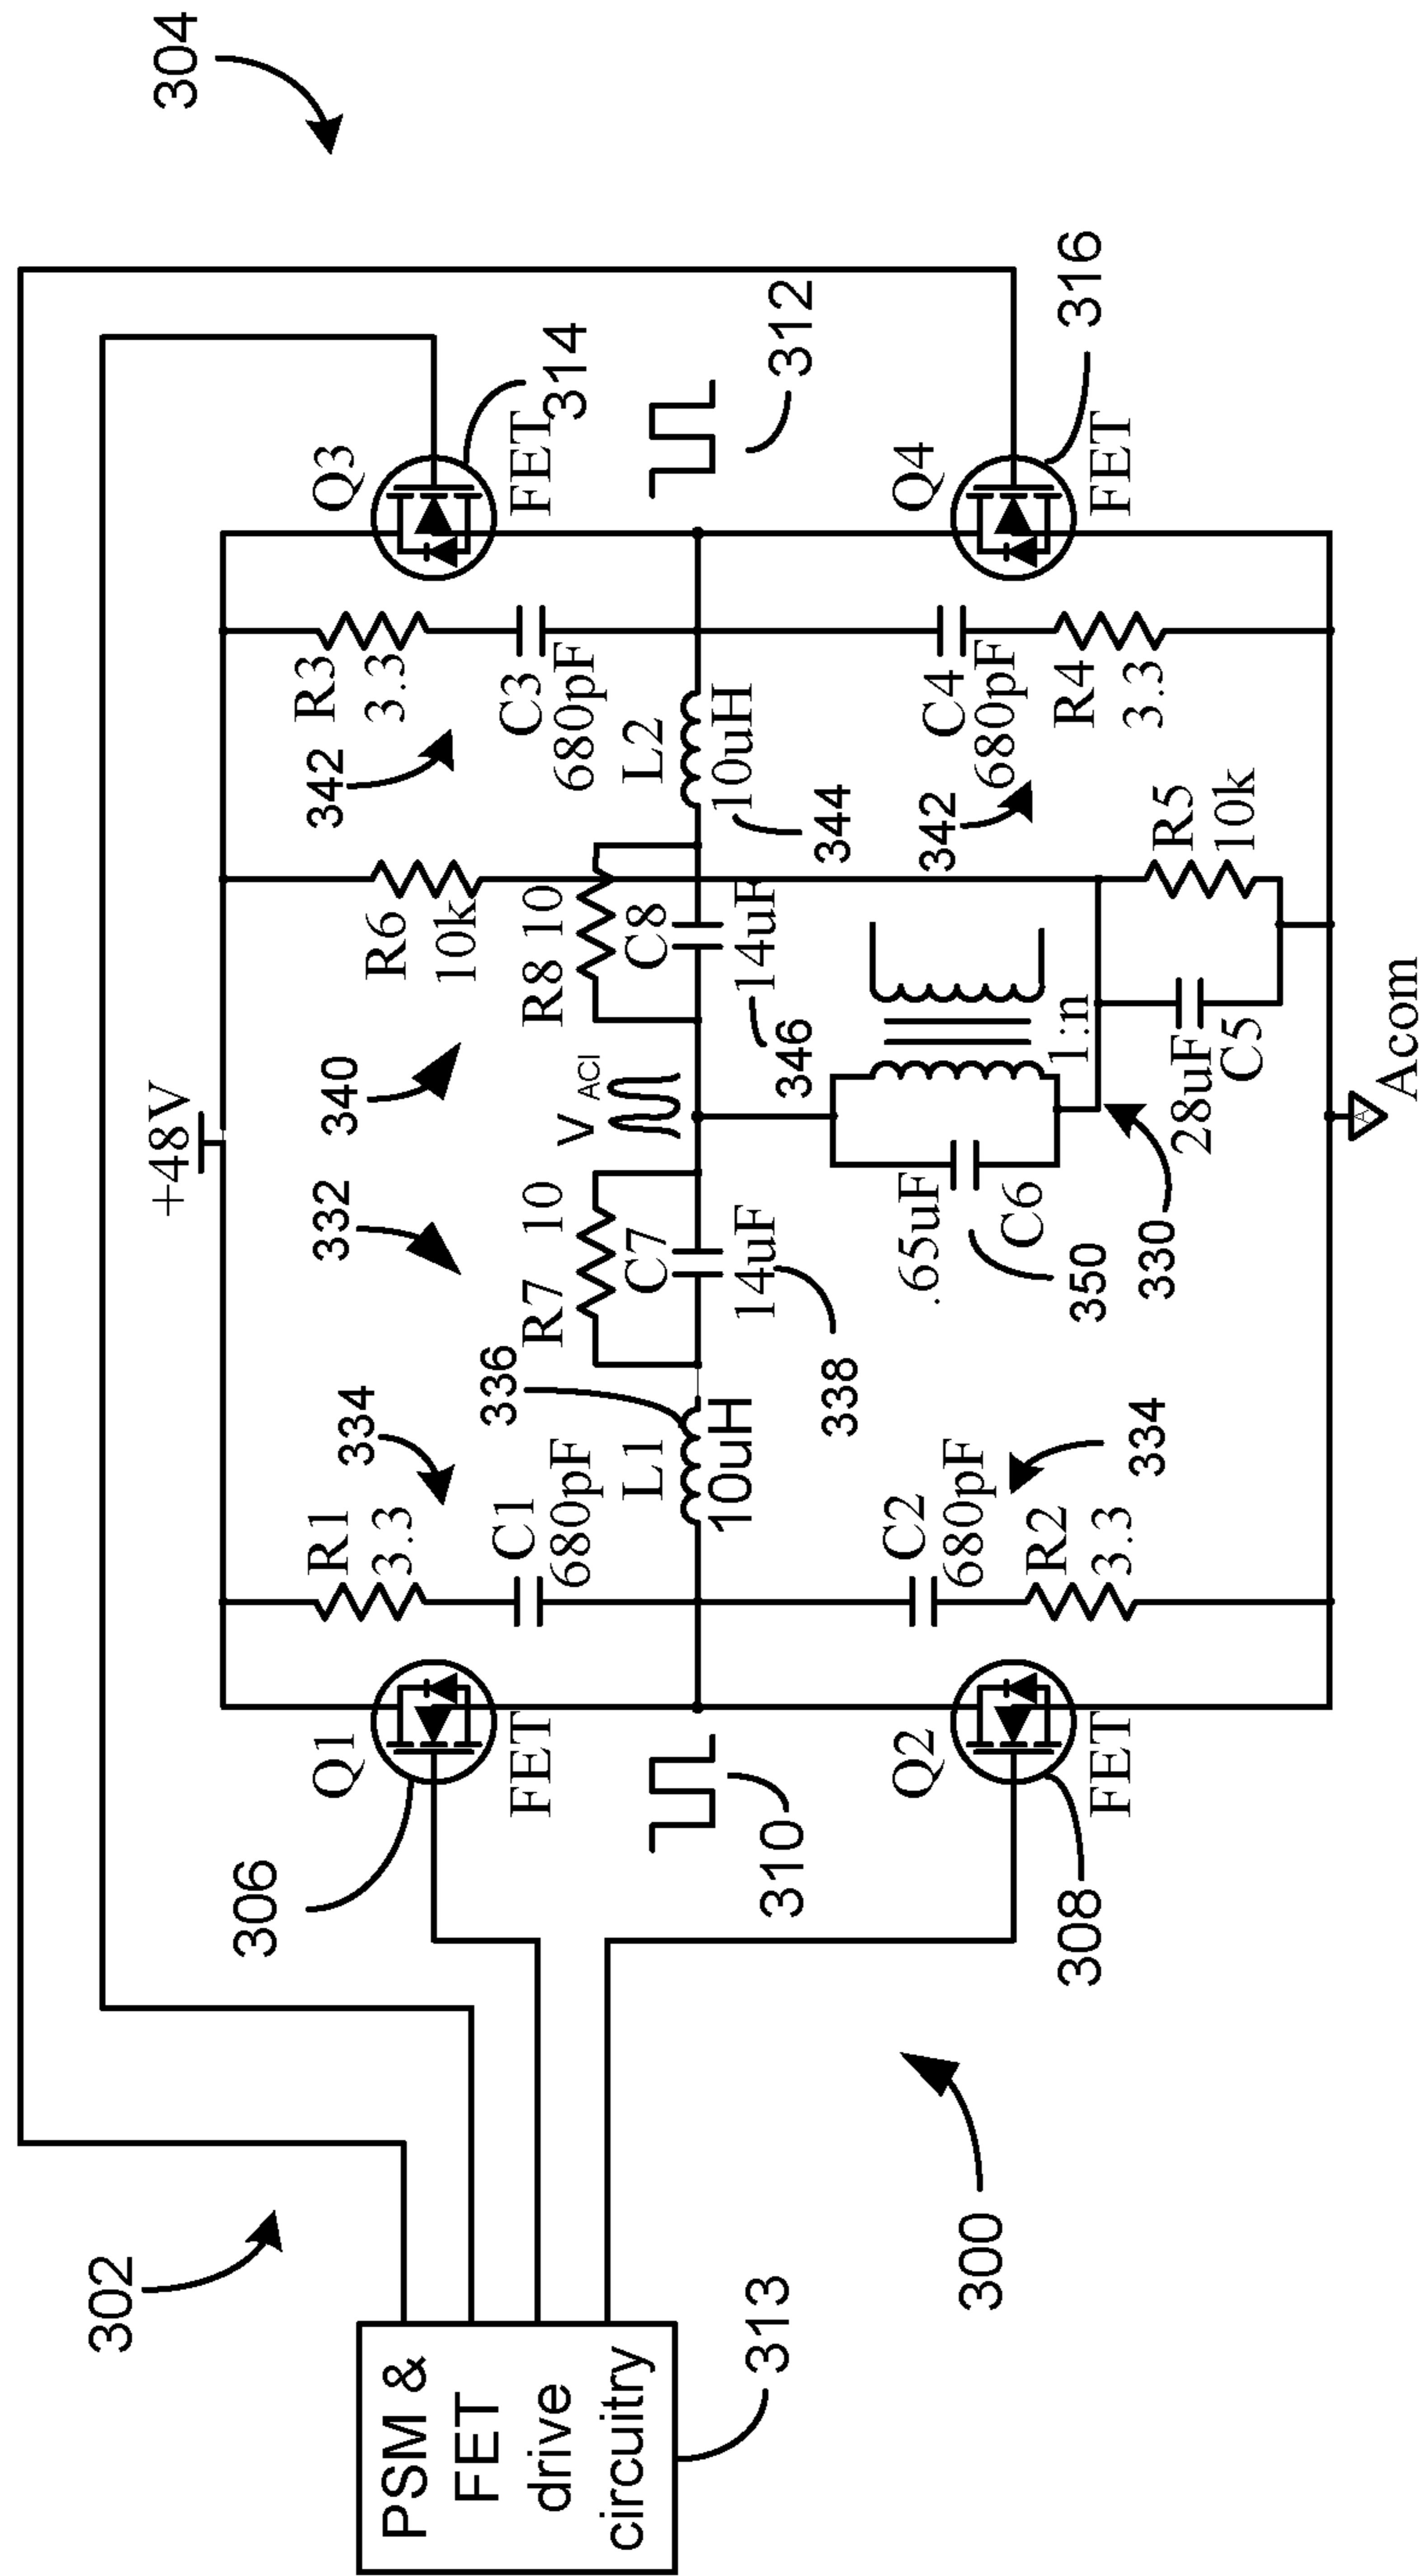 304
302
+48V
306
Q1
FET
R1
3.3
334
C1
680pF
336
L1
10uH
332
340
R7
10
C7
14uF
338
V ACI
R6
10k
R8 10
C8
14uF
346
342
R3
3.3
C3
680pF
L2
10uH
344
Q3
FET
314
312
310
PSM &
FET
drive
circuitry
313
300
Q2
FET
308
C2
680pF
R2
3.3
334
.65uF
C6
350
330
1:n
28uF
C5
R5
10k
342
C4
680pF
R4
3.3
Q4
FET
316
A
Acom